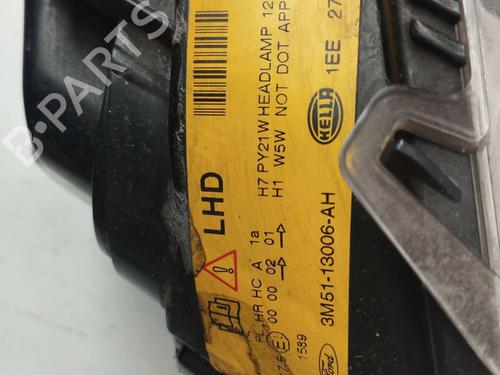 B-PARTS
H7 PY21W HEADLAMP 12
H1 W5W NOT DOT APP
HELLA
1EE 27
LHD
PL HR HC A 1a
00 00 02 01
1589
3M51-13006-AH
Ford